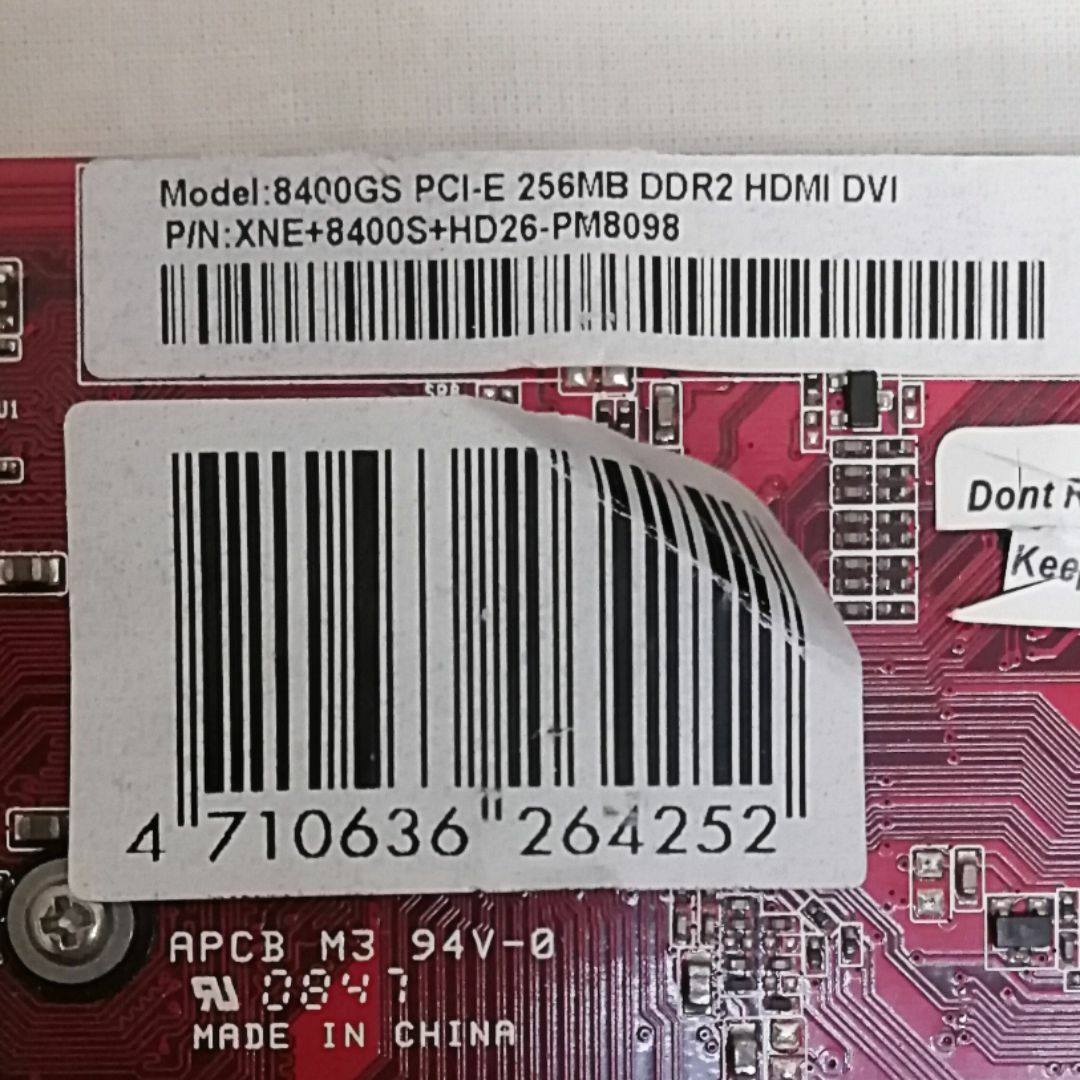 Model:8400GS PCI-E 256MB DDR2 HDMI DVI
P/N:XNE+8400S+HD26-PM8098
J1
Dont
4 710636 264252
APCB M3 94V-0
0847
MADE IN CHINA